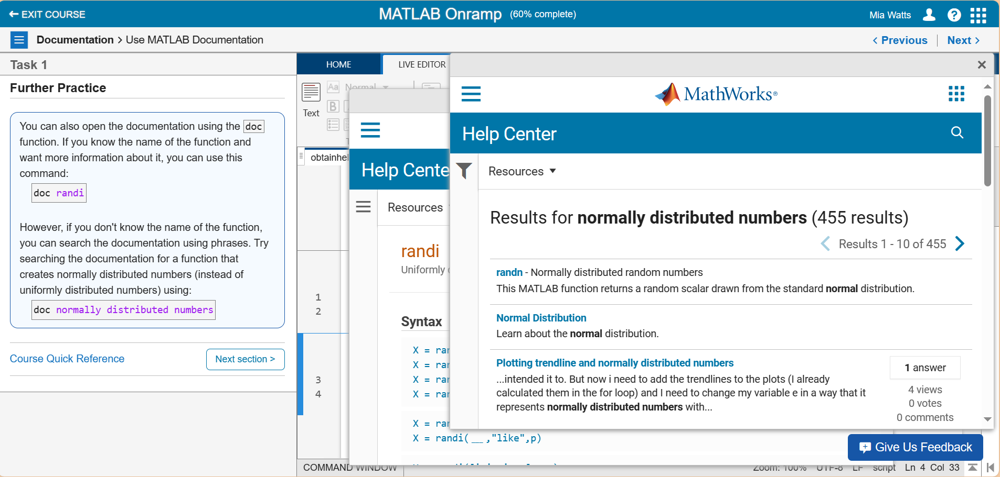 EXIT COURSE
MATLAB Onramp (60% complete)
Mia Watts
Documentation > Use MATLAB Documentation
< Previous
Next >
Task 1
Further Practice
You can also open the documentation using the doc
function. If you know the name of the function and
want more information about it, you can use this
command:
doc randi
However, if you don't know the name of the function,
you can search the documentation using phrases. Try
searching the documentation for a function that
creates normally distributed numbers (instead of
uniformly distributed numbers) using:
doc normally distributed numbers
Course Quick Reference
Next section >
HOME
LIVE EDITOR
Text
Aa Normal
B
obtainhel
1
2
3
4
Help Cente
Resources
randi
Uniformly
Syntax
X = ran
X = ran
X = ran
X = ran
X = ran
X = randi(__,"like",p)
MathWorks®
Help Center
Resources
Results for normally distributed numbers (455 results)
Results 1 - 10 of 455
randn - Normally distributed random numbers
This MATLAB function returns a random scalar drawn from the standard normal distribution.
Normal Distribution
Learn about the normal distribution.
Plotting trendline and normally distributed numbers
...intended it to. But now i need to add the trendlines to the plots (I already
calculated them in the for loop) and I need to change my variable e in a way that it
represents normally distributed numbers with...
1 answer
4 views
0 votes
0 comments
Give Us Feedback
COMMAND WINDOW
Zoom: 100% UTF-8 LF script Ln 4 Col 33